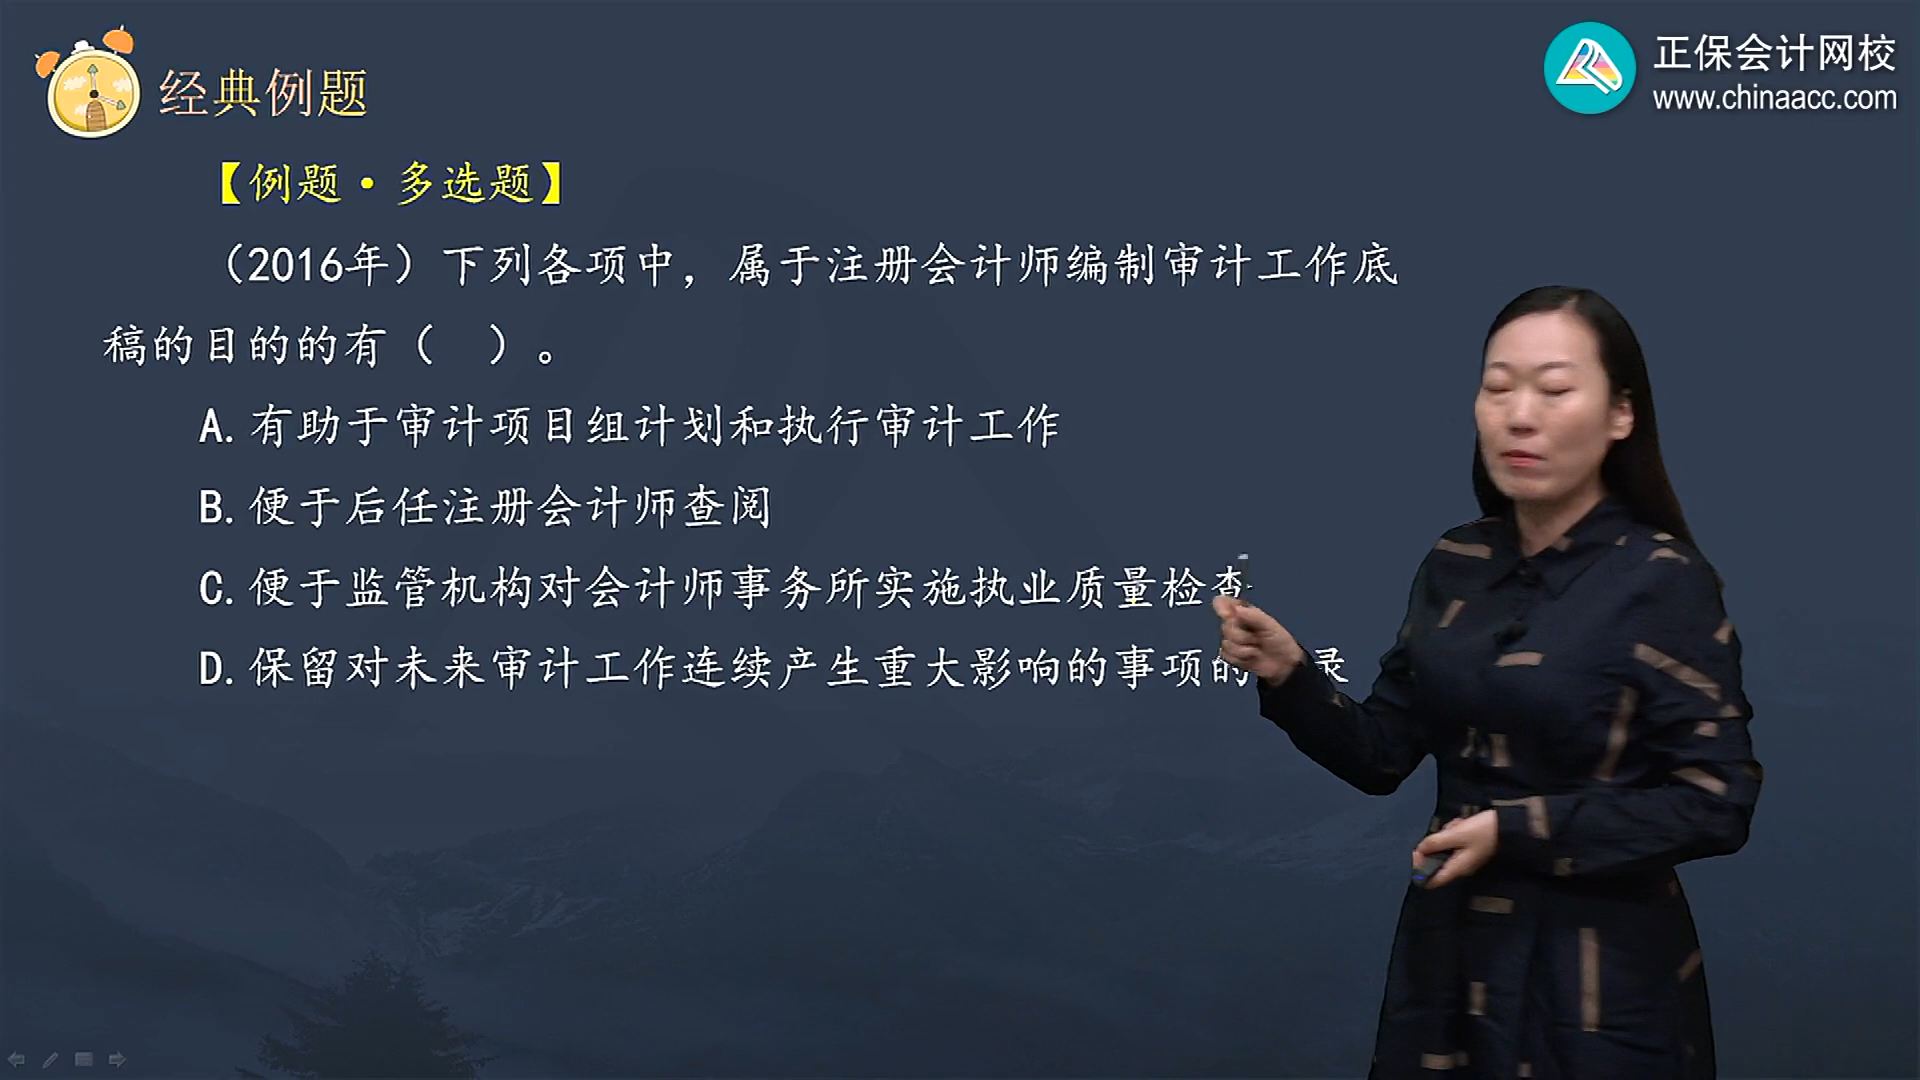 正保会计网校
www.chinaacc.com
经典例题
【例题·多选题】
（2016年）下列各项中，属于注册会计师编制审计工作底
稿的目的的有（ ）。
A.有助于审计项目组计划和执行审计工作
B.便于后任注册会计师查阅
C.便于监管机构对会计师事务所实施执业质量检查
D.保留对未来审计工作连续产生重大影响的事项的 录